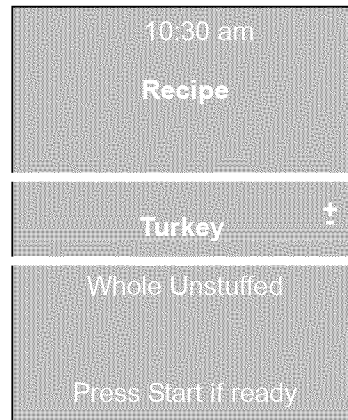 10:30 am
Recipe
±
Turkey
Whole Unstuffed
Press Start if ready